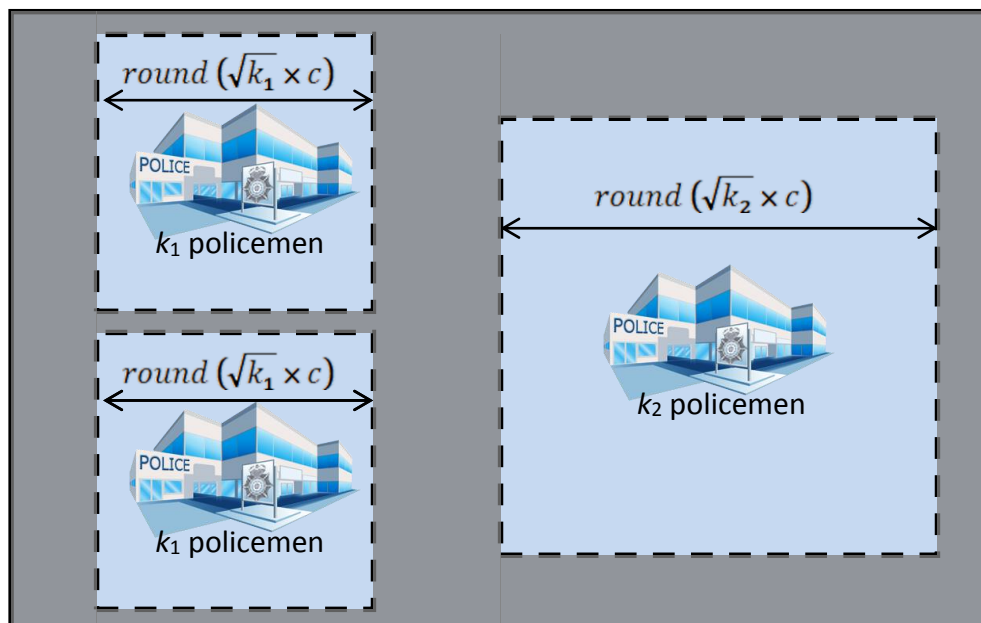 round (√k₁ × c)
POLICE
k₁ policemen
round (√k₁ × c)
POLICE
k₁ policemen
round (√k₂ × c)
POLICE
k₂ policemen